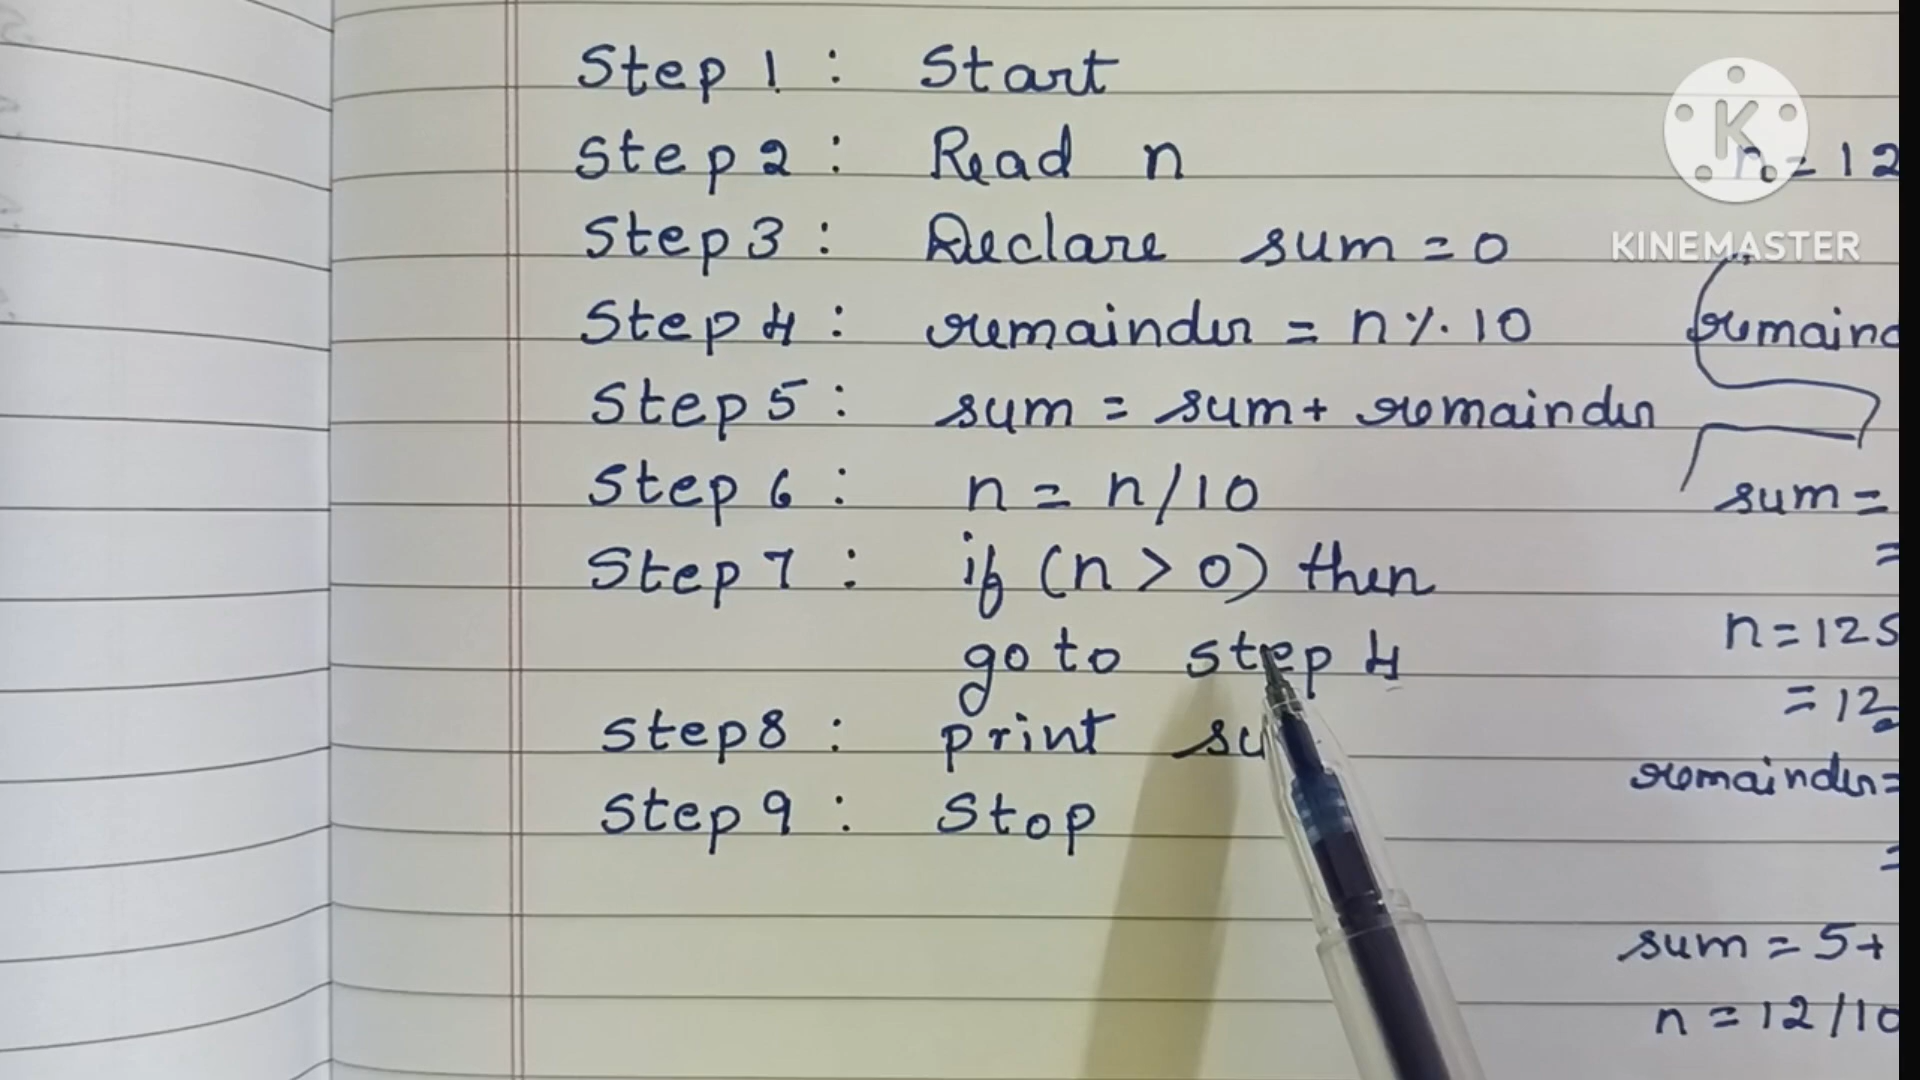 Step 1 : Start
Step 2 : Read n
Step 3 : Declare sum = 0
Step 4 : remainder = n % 10
Step 5 : sum = sum + remainder
Step 6 : n = n/10
Step 7 : if (n > 0) then
go to step 4
Step 8 : print su
Step 9 : Stop
K
n = 12
KINEMASTER
remaind
sum =
=
n = 125
= 12
remainder =
=
sum = 5 +
n = 12/10